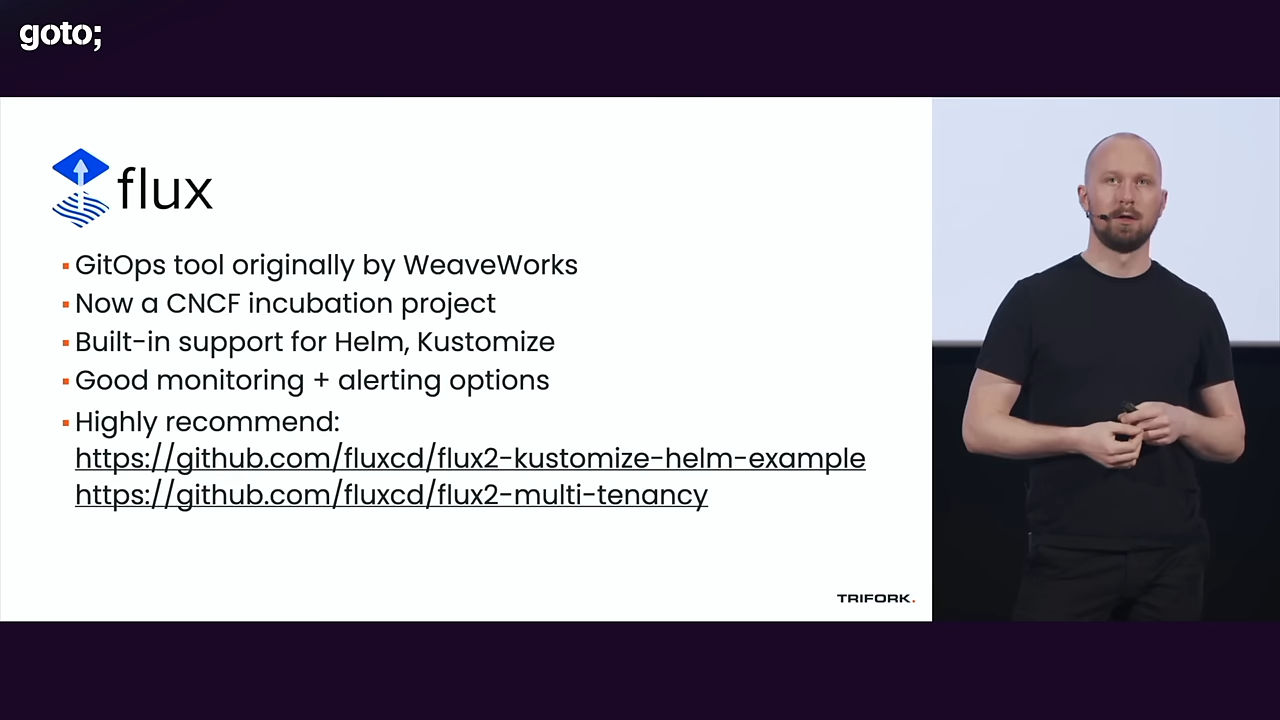 goto;
flux
GitOps tool originally by WeaveWorks
Now a CNCF incubation project
Built-in support for Helm, Kustomize
Good monitoring + alerting options
Highly recommend:
https://github.com/fluxcd/flux2-kustomize-helm-example
https://github.com/fluxcd/flux2-multi-tenancy
TRIFORK.